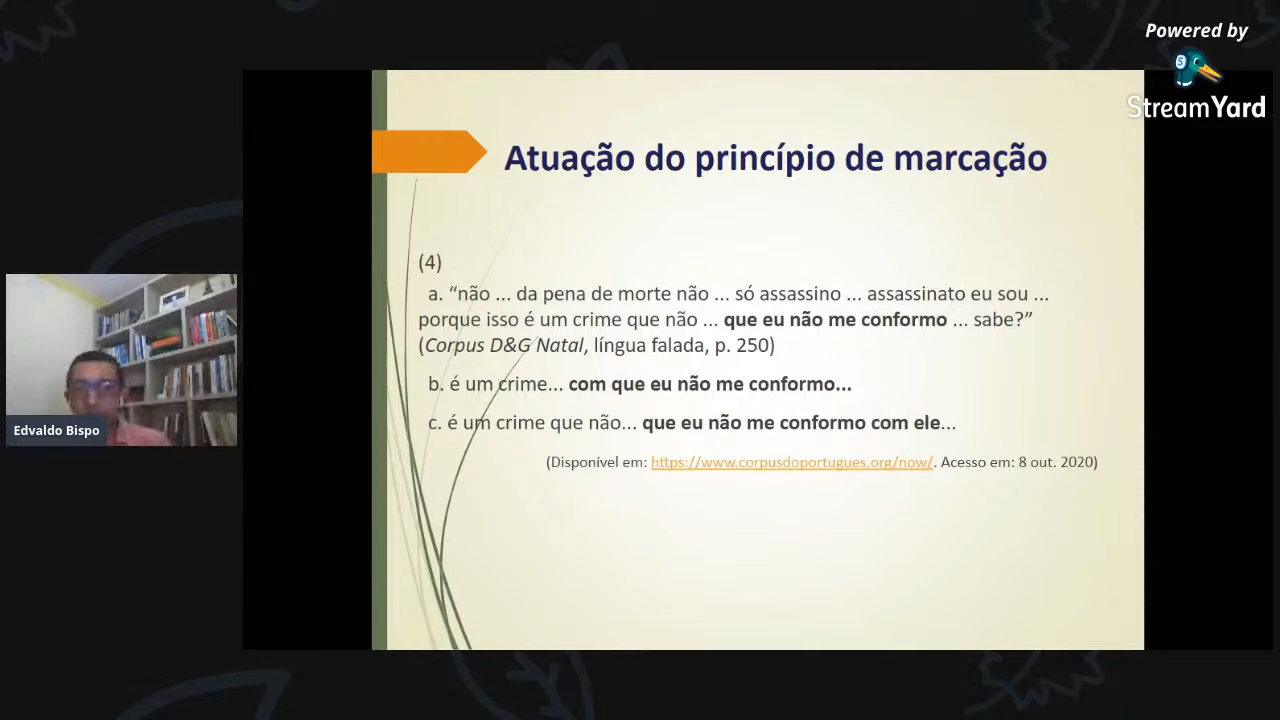 Powered by
StreamYard
Atuação do princípio de marcação
(4)
a. “não ... da pena de morte não ... só assassino ... assassinato eu sou ...
porque isso é um crime que não ... que eu não me conformo ... sabe?”
(Corpus D&G Natal, língua falada, p. 250)
b. é um crime... com que eu não me conformo...
c. é um crime que não... que eu não me conformo com ele...
(Disponível em: https://www.corpusdoportugues.org/now/. Acesso em: 8 out. 2020)
Edvaldo Bispo